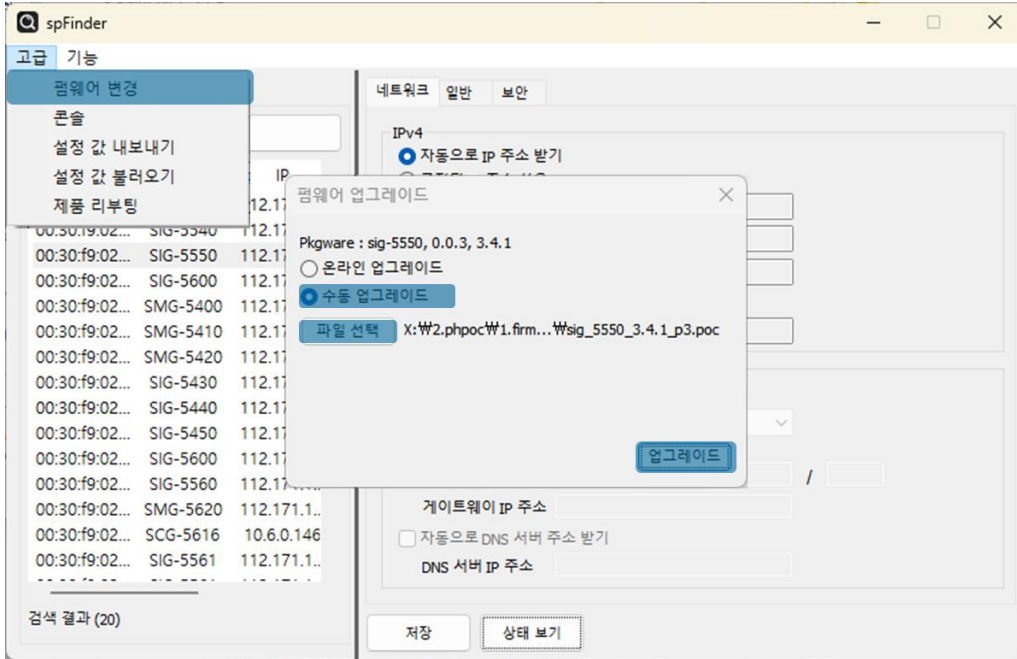 spFinder
고급 기능
펌웨어 변경
콘솔
설정 값 내보내기
설정 값 불러오기
제품 리부팅
IP
112.17
00:30:f9:02... SIG-5540 112.17
00:30:f9:02... SIG-5550 112.17
00:30:f9:02... SIG-5600 112.17
00:30:f9:02... SMG-5400 112.17
00:30:f9:02... SMG-5410 112.17
00:30:f9:02... SMG-5420 112.17
00:30:f9:02... SIG-5430 112.17
00:30:f9:02... SIG-5440 112.17
00:30:f9:02... SIG-5450 112.17
00:30:f9:02... SIG-5600 112.17
00:30:f9:02... SIG-5560 112.17
00:30:f9:02... SMG-5620 112.171.1..
00:30:f9:02... SCG-5616 10.6.0.146
00:30:f9:02... SIG-5561 112.171.1..
검색 결과 (20)
네트워크 일반 보안
IPv4
자동으로 IP 주소 받기
펌웨어 업그레이드
Pkgware : sig-5550, 0.0.3, 3.4.1
온라인 업그레이드
수동 업그레이드
파일 선택 X:₩2.phpoc₩1.firm...₩sig_5550_3.4.1_p3.poc
업그레이드
/
게이트웨이 IP 주소
자동으로 DNS 서버 주소 받기
DNS 서버 IP 주소
저장 상태 보기